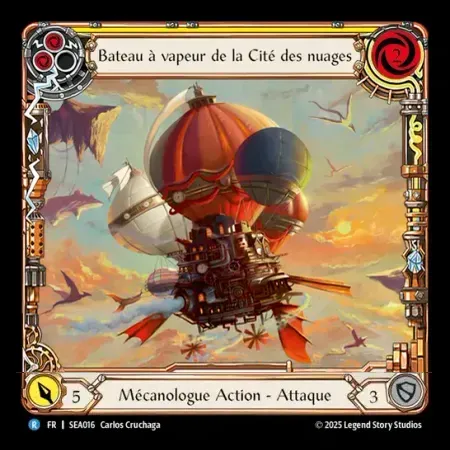 Bateau à vapeur de la Cité des nuages
2
5
Mécanologue Action - Attaque
3
R FR | SEA016 Carlos Cruchaga
© 2025 Legend Story Studios